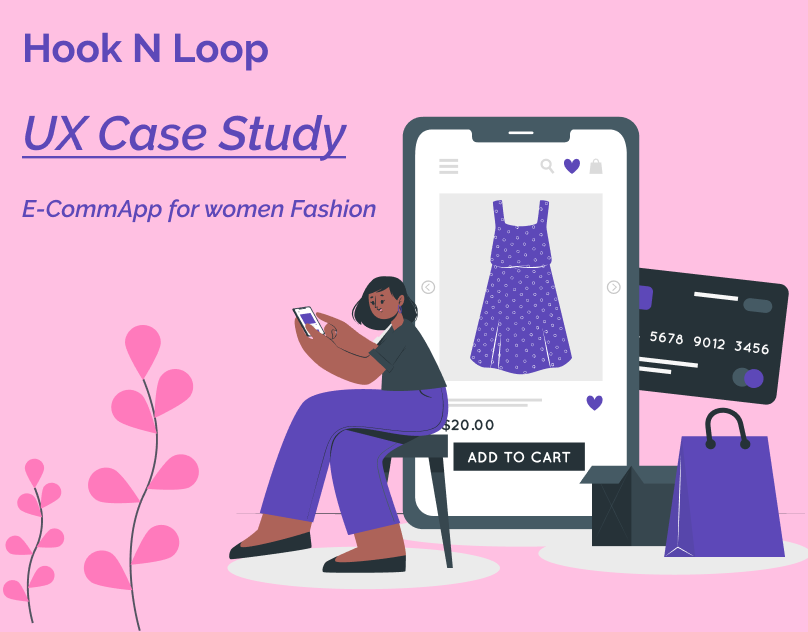 Hook N Loop
UX Case Study
E-CommApp for women Fashion
5678 9012 3456
$20.00
ADD TO CART